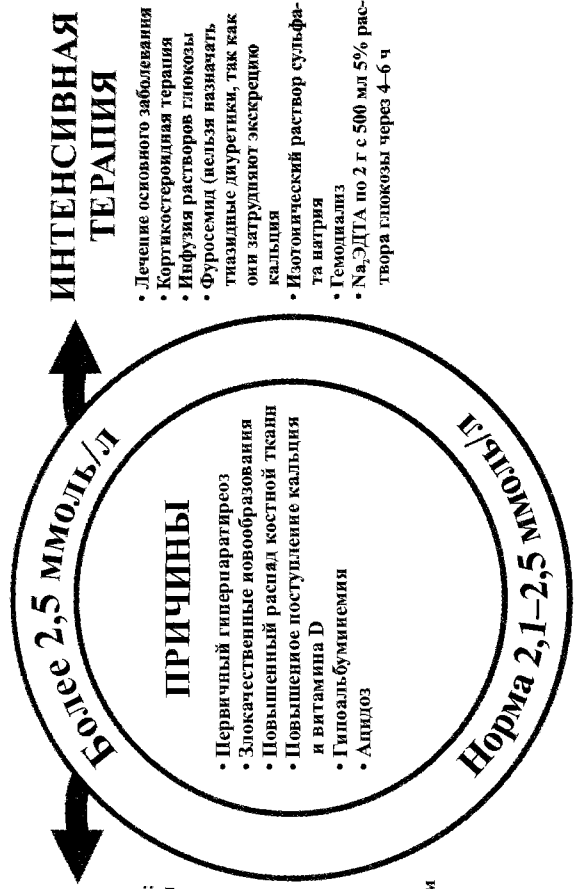 Более 2,5 ммоль/л
ПРИЧИНЫ
• Первичный гиперпаратиреоз
• Злокачественные новообразования
• Повышенный распад костной ткани
• Повышенное поступление кальция
и витамина D
• Гипоальбуминемия
• Ацидоз
Норма 2,1–2,5 ммоль/л
ИНТЕНСИВНАЯ
ТЕРАПИЯ
• Лечение основного заболевания
• Кортикостероидная терапия
• Инфузия растворов глюкозы
• Фуросемид (нельзя назначать
тиазидные диуретики, так как
они затрудняют экскрецию
кальция
• Изотонический раствор сульфа-
та натрия
• Гемодиализ
• Na₂ЭДТА по 2 г с 500 мл 5% рас-
твора глюкозы через 4–6 ч